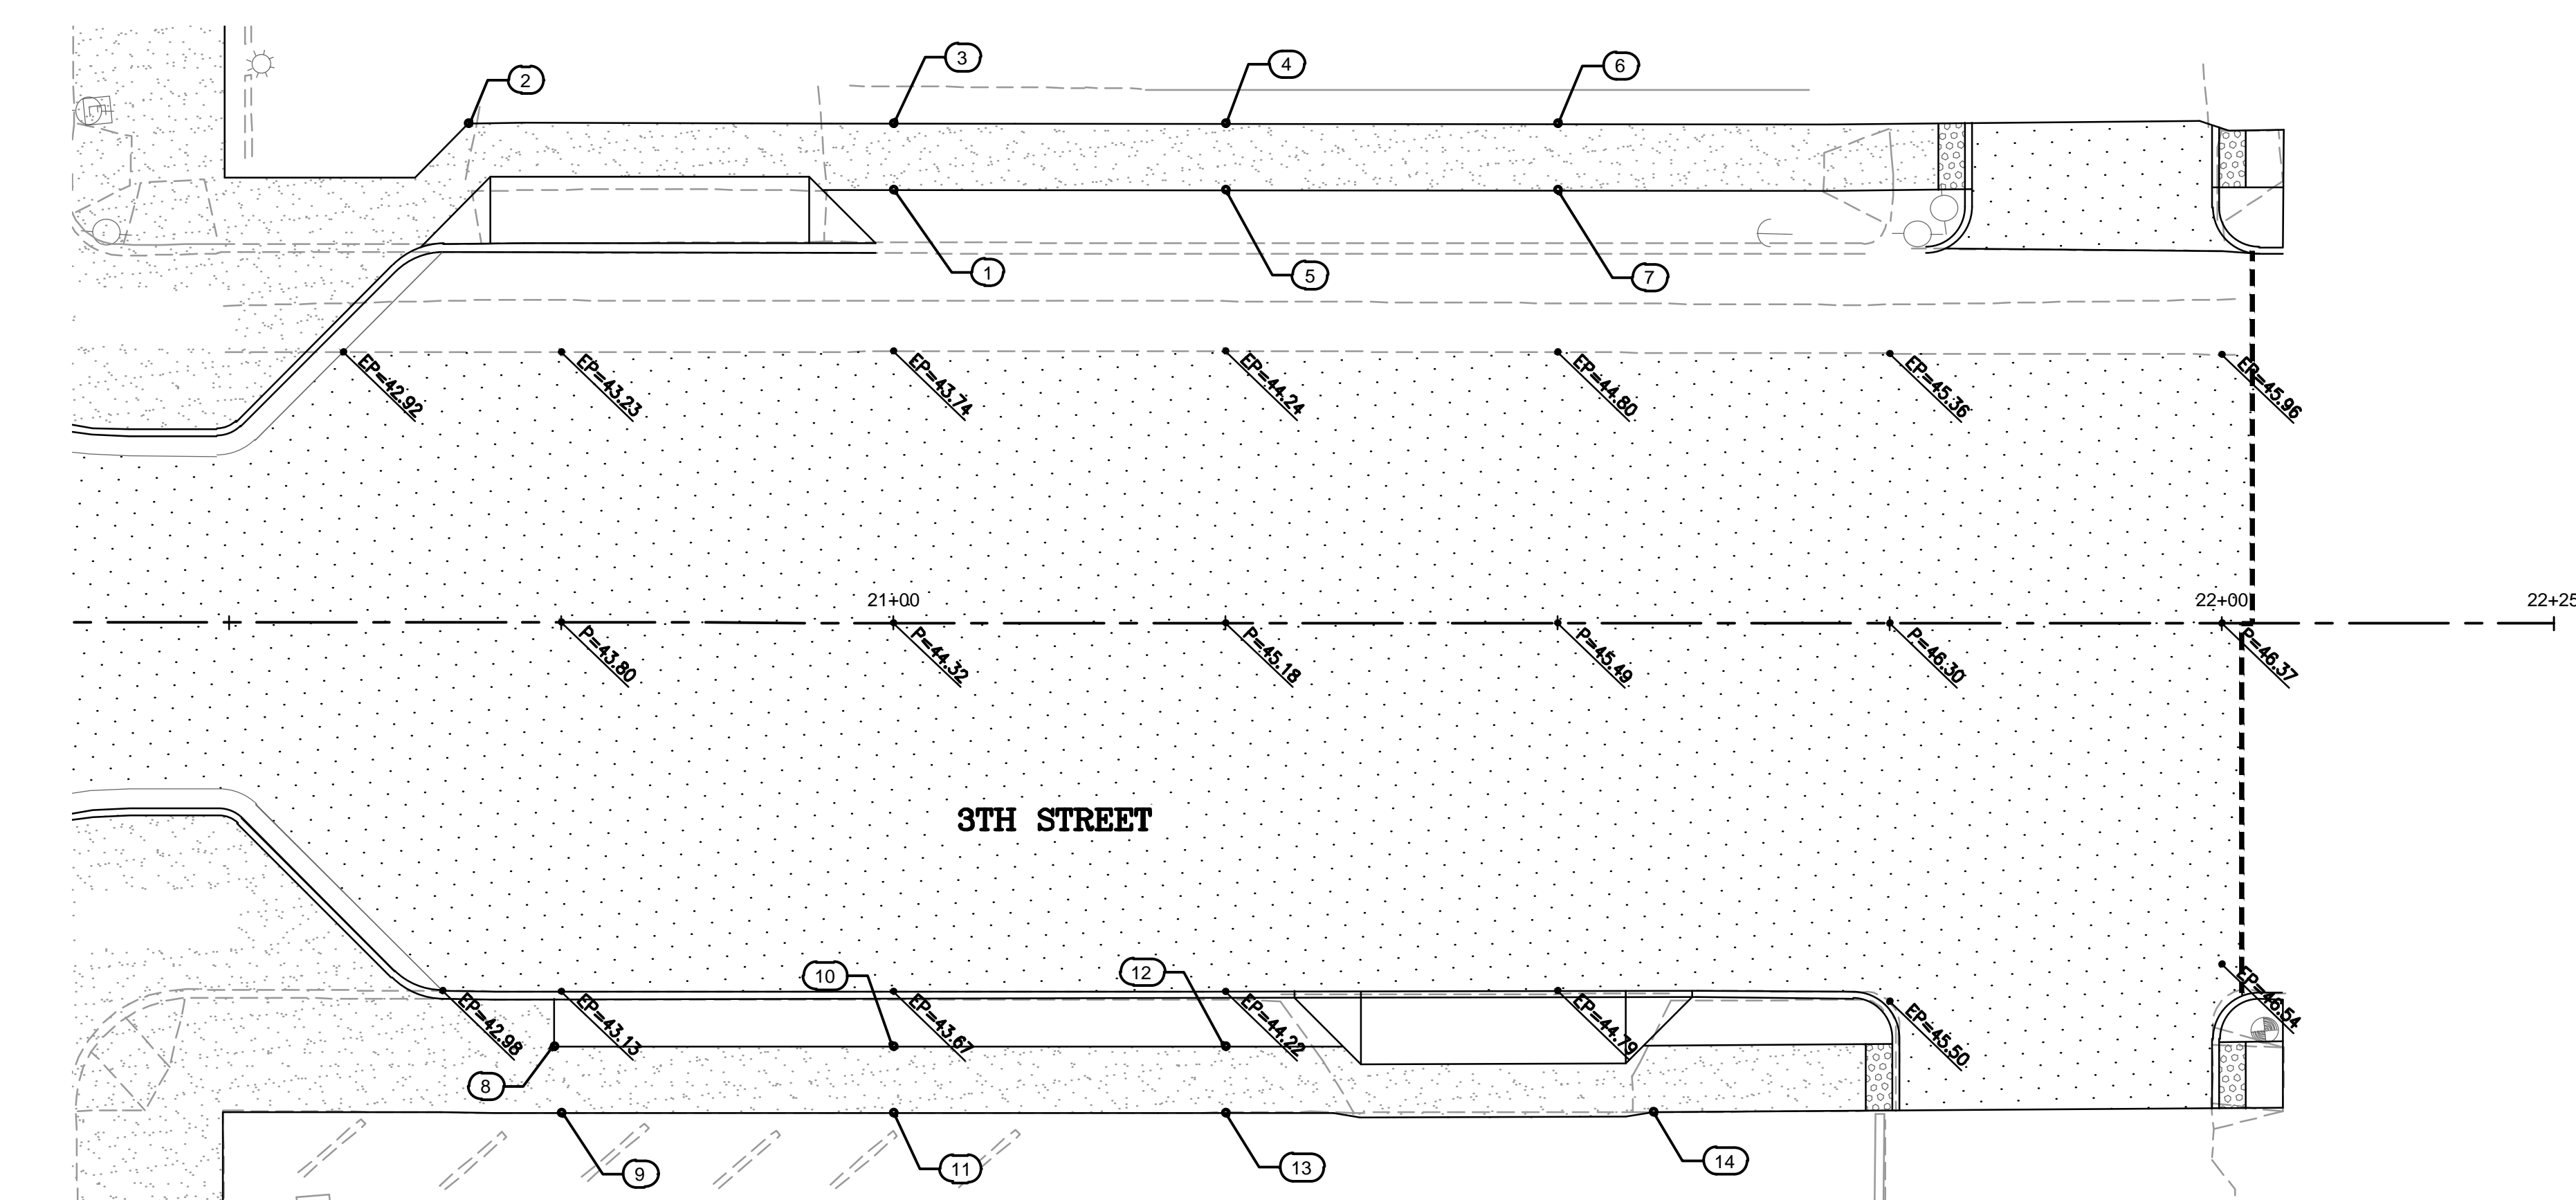 3
4
6
2
1
5
7
EP=42.92
EP=43.23
EP=43.74
EP=44.24
EP=44.80
EP=45.36
EP=45.96
21+00
22+00
22+25
P=43.80
P=44.32
P=45.18
P=45.49
P=46.30
P=46.37
3TH STREET
10
12
EP=42.98
EP=43.13
EP=43.67
EP=44.22
EP=44.79
EP=45.50
EP=46.54
8
9
11
13
14